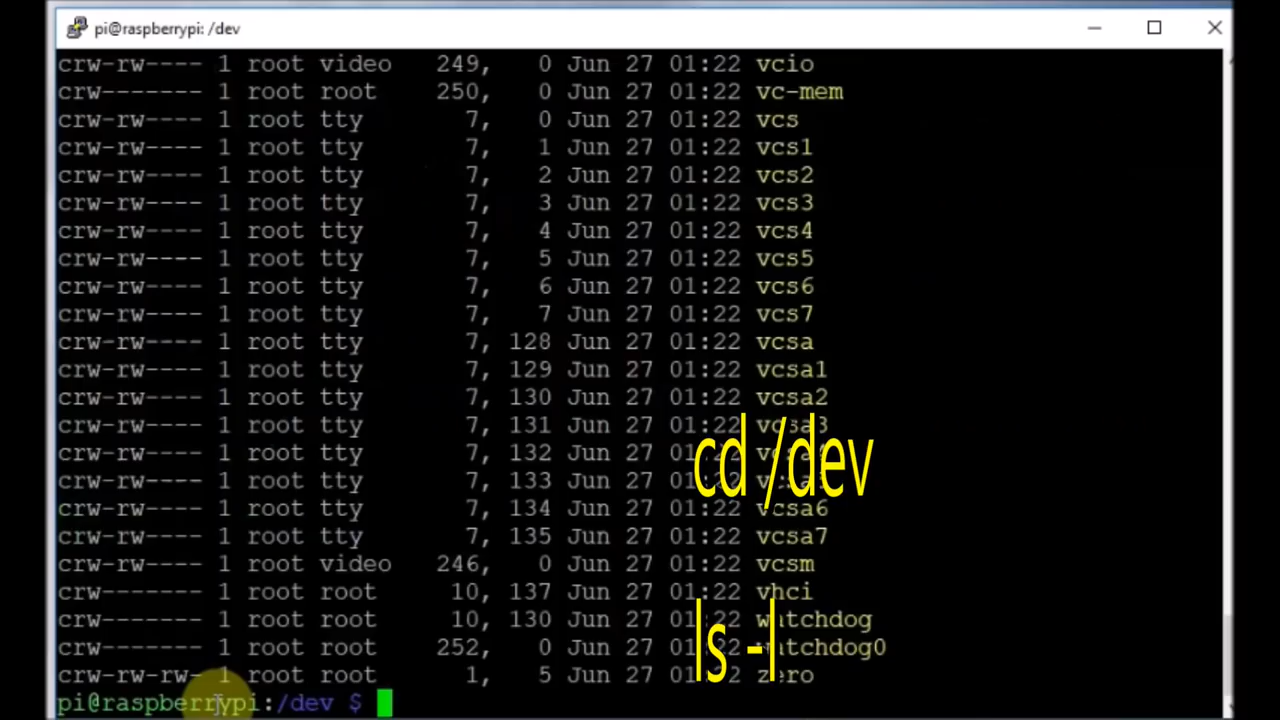 pi@raspberrypi: /dev
crw-rw---- 1 root video 249, 0 Jun 27 01:22 vcio
crw------- 1 root root 250, 0 Jun 27 01:22 vc-mem
crw-rw---- 1 root tty 7, 0 Jun 27 01:22 vcs
crw-rw---- 1 root tty 7, 1 Jun 27 01:22 vcs1
crw-rw---- 1 root tty 7, 2 Jun 27 01:22 vcs2
crw-rw---- 1 root tty 7, 3 Jun 27 01:22 vcs3
crw-rw---- 1 root tty 7, 4 Jun 27 01:22 vcs4
crw-rw---- 1 root tty 7, 5 Jun 27 01:22 vcs5
crw-rw---- 1 root tty 7, 6 Jun 27 01:22 vcs6
crw-rw---- 1 root tty 7, 7 Jun 27 01:22 vcs7
crw-rw---- 1 root tty 7, 128 Jun 27 01:22 vcsa
crw-rw---- 1 root tty 7, 129 Jun 27 01:22 vcsa1
crw-rw---- 1 root tty 7, 130 Jun 27 01:22 vcsa2
crw-rw---- 1 root tty 7, 131 Jun 27 01:22 vcsa3
crw-rw---- 1 root tty 7, 132 Jun 27 01:22
cd /dev
crw-rw---- 1 root tty 7, 133 Jun 27 01:22
crw-rw---- 1 root tty 7, 134 Jun 27 01:22 vcsa6
crw-rw---- 1 root tty 7, 135 Jun 27 01:22 vcsa7
crw-rw---- 1 root video 246, 0 Jun 27 01:22 vcsm
crw------- 1 root root 10, 137 Jun 27 01:22 vhci
crw------- 1 root root 10, 130 Jun 27 01:22 watchdog
ls -l
crw------- 1 root root 252, 0 Jun 27 01:22 watchdog0
crw-rw-rw- 1 root root 1, 5 Jun 27 01:22 zero
pi@raspberrypi:/dev $